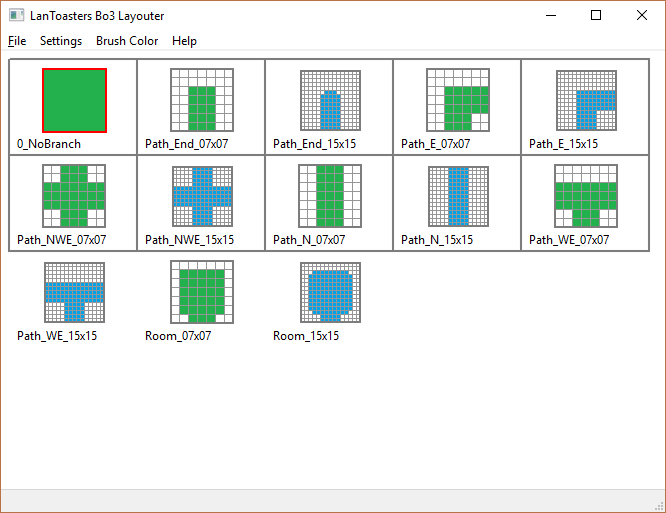 LanToasters Bo3 Layouter
File Settings Brush Color Help
0_NoBranch Path_End_07x07 Path_End_15x15 Path_E_07x07 Path_E_15x15
Path_NWE_07x07 Path_NWE_15x15 Path_N_07x07 Path_N_15x15 Path_WE_07x07
Path_WE_15x15 Room_07x07 Room_15x15